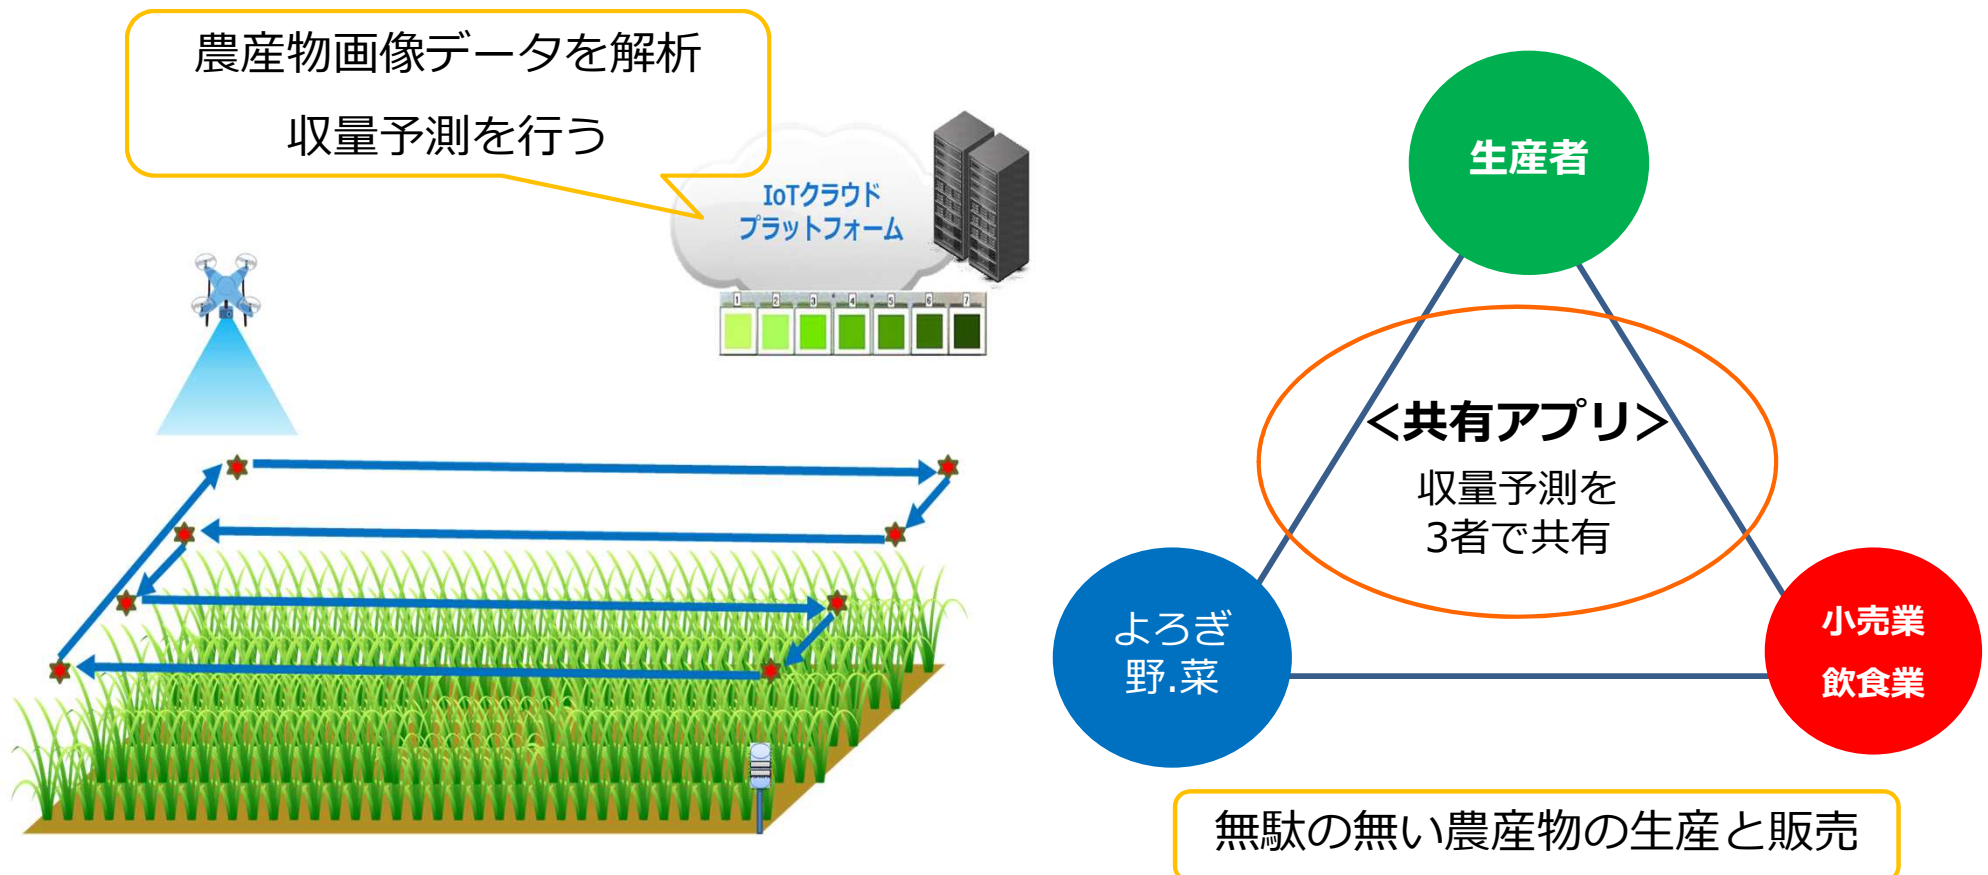 農産物画像データを解析
収量予測を行う
IoTクラウド
プラットフォーム
1 2 3 4 5 6 7
生産者
<共有アプリ>
収量予測を
3者で共有
よろぎ
野.菜
小売業
飲食業
無駄の無い農産物の生産と販売